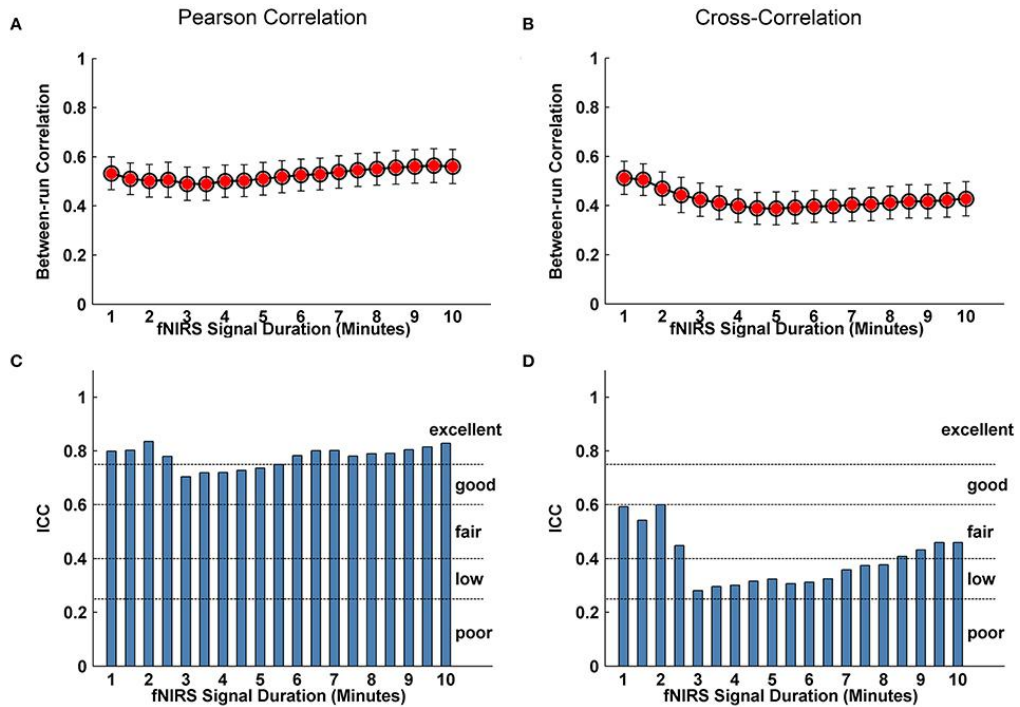 A
Pearson Correlation
B
Cross-Correlation
Between-run Correlation
1
0.8
0.6
0.4
0.2
0
1 2 3 4 5 6 7 8 9 10
fNIRS Signal Duration (Minutes)
Between-run Correlation
1
0.8
0.6
0.4
0.2
0
1 2 3 4 5 6 7 8 9 10
fNIRS Signal Duration (Minutes)
C
ICC
1
0.8
0.6
0.4
0.2
0
excellent
good
fair
low
poor
1 2 3 4 5 6 7 8 9 10
fNIRS Signal Duration (Minutes)
D
ICC
1
0.8
0.6
0.4
0.2
0
excellent
good
fair
low
poor
1 2 3 4 5 6 7 8 9 10
fNIRS Signal Duration (Minutes)